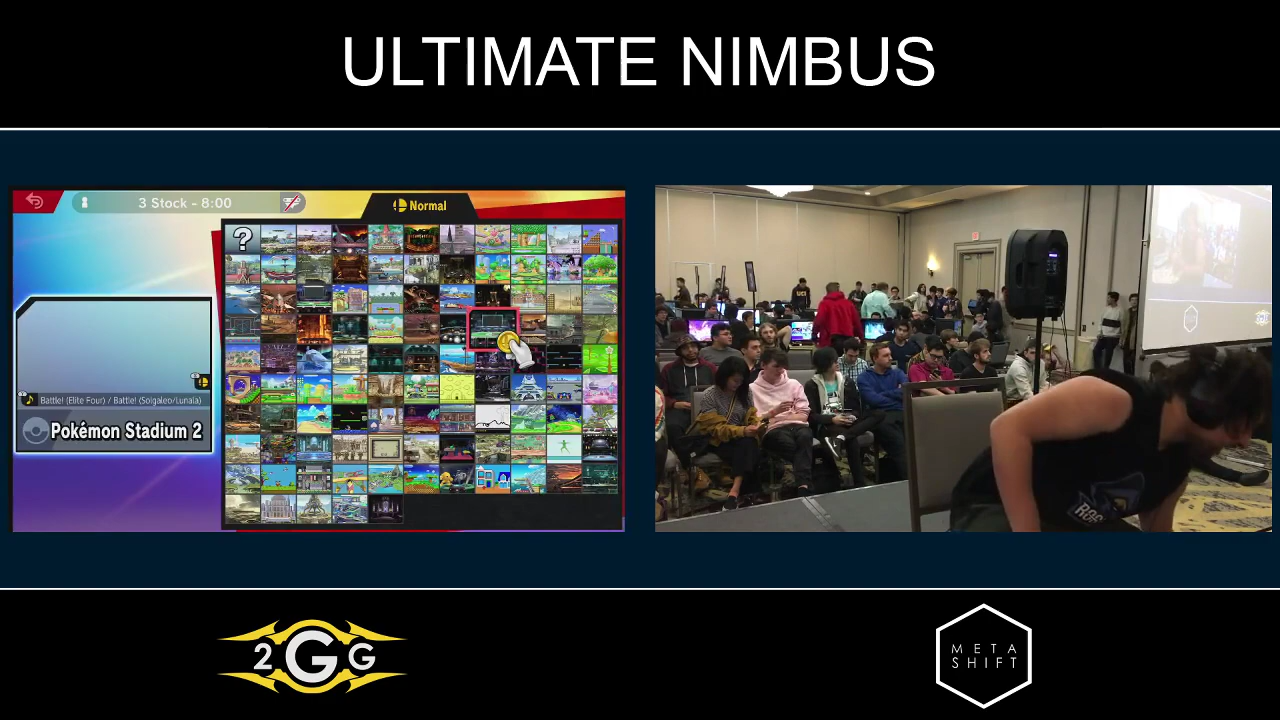 ULTIMATE NIMBUS
3 Stock - 8:00
Normal
?
Battle! (Elite Four) / Battle! (Solgaleo/Lunala)
Pokémon Stadium 2
UCI
2GG
META
SHIFT